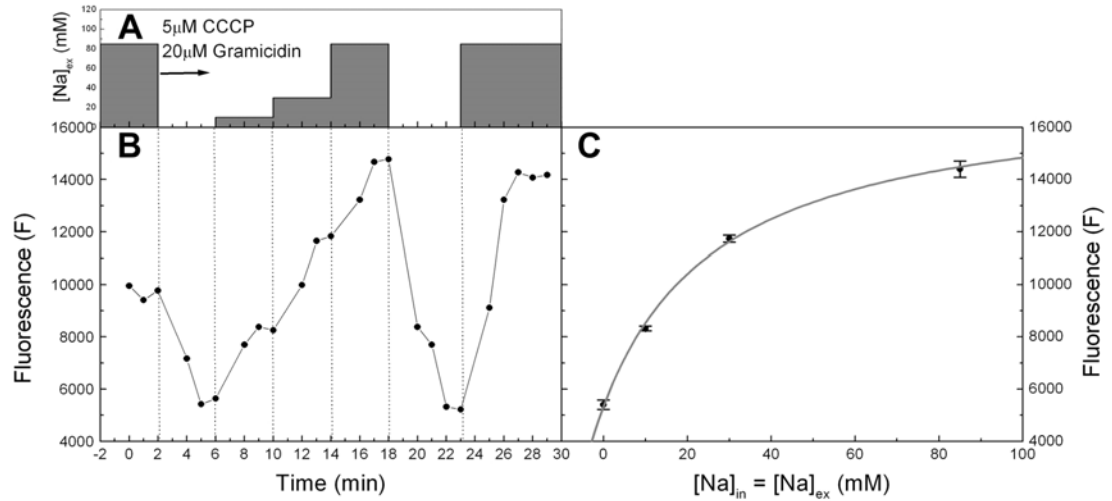 A
5μM CCCP
20μM Gramicidin
[Na]ex (mM)
120
100
80
60
40
20
0
B
Fluorescence (F)
16000
14000
12000
10000
8000
6000
4000
-2 0 2 4 6 8 10 12 14 16 18 20 22 24 26 28 30
Time (min)
C
0 20 40 60 80 100
[Na]in = [Na]ex (mM)
16000
14000
12000
10000
8000
6000
4000
Fluorescence (F)